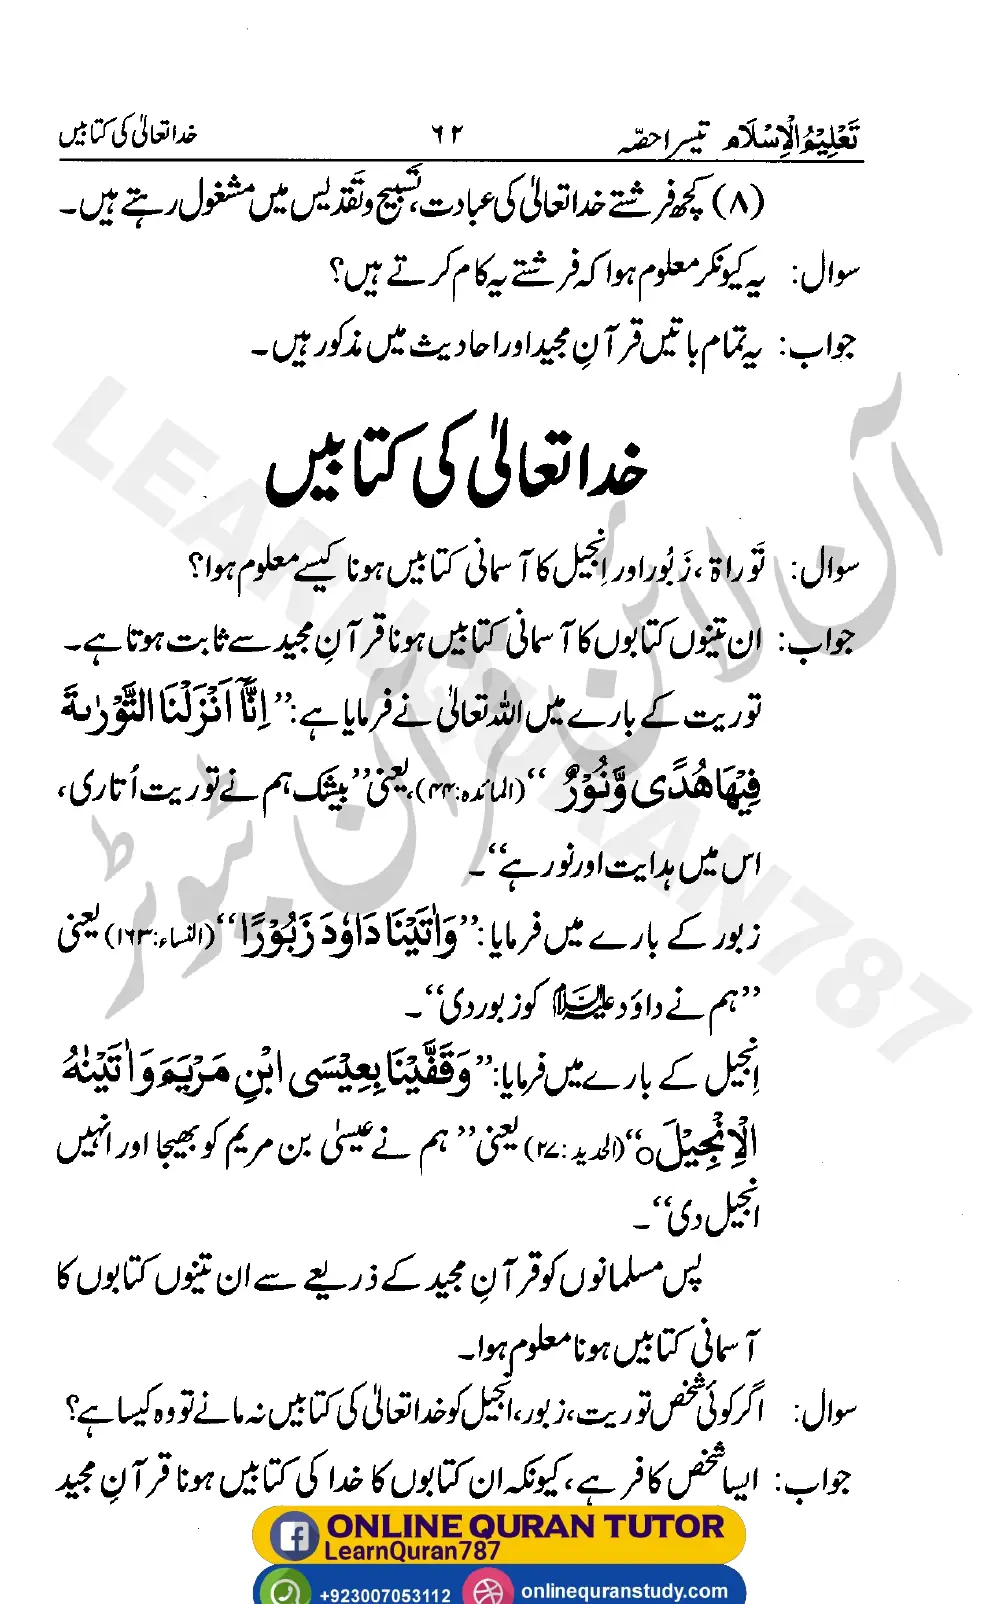 تَعْلِیْمُ الْاِسْلَام تیسرا حصّہ ۶۲ خدا تعالیٰ کی کتابیں
(۸) کچھ فرشتے خدا تعالیٰ کی عبادت، تسبیح و تقدیس میں مشغول رہتے ہیں۔
سوال: یہ کیونکر معلوم ہوا کہ فرشتے یہ کام کرتے ہیں؟
جواب: یہ تمام باتیں قرآنِ مجید اور احادیث میں مذکور ہیں۔
خدا تعالیٰ کی کتابیں
سوال: تَوراۃ، زَبُور اور اِنجیل کا آسمانی کتابیں ہونا کیسے معلوم ہوا؟
جواب: ان تینوں کتابوں کا آسمانی کتابیں ہونا قرآنِ مجید سے ثابت ہوتا ہے۔
توریت کے بارے میں اللہ تعالیٰ نے فرمایا ہے: ”اِنَّآ اَنْزَلْنَا التَّوْرٰىةَ
فِیْهَا هُدًى وَّنُوْرٌ“ (المائدہ:۴۴)، یعنی ”بیشک ہم نے توریت اُتاری،
اس میں ہدایت اور نور ہے“۔
زبور کے بارے میں فرمایا: ”وَاٰتَیْنَا دَاوٗدَ زَبُوْرًا“ (النساء:۱۶۳) یعنی
”ہم نے داوٗد علیہ السلام کو زبور دی“۔
اِنجیل کے بارے میں فرمایا: ”وَقَفَّیْنَا بِعِیْسَى ابْنِ مَرْیَمَ وَاٰتَیْنٰهُ
الْاِنْجِیْلَ○“ (الحدید:۲۷) یعنی ”ہم نے عیسیٰ بن مریم کو بھیجا اور انہیں
انجیل دی“۔
پس مسلمانوں کو قرآنِ مجید کے ذریعے سے ان تینوں کتابوں کا
آسمانی کتابیں ہونا معلوم ہوا۔
سوال: اگر کوئی شخص توریت، زبور، اِنجیل کو خدا تعالیٰ کی کتابیں نہ مانے تو وہ کیسا ہے؟
جواب: ایسا شخص کافر ہے، کیونکہ ان کتابوں کا خدا کی کتابیں ہونا قرآنِ مجید
ONLINE QURAN TUTOR
LearnQuran787
+923007053112 onlinequranstudy.com
LEARNQURAN787
آن لائن قرآن ٹیوٹر